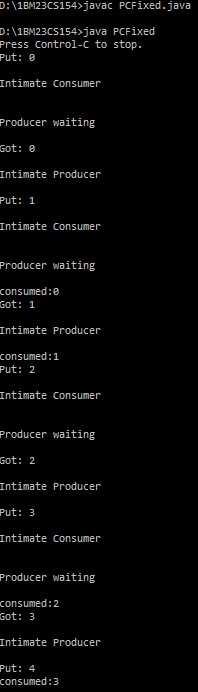 D:\1BM23CS154>javac PCFixed.java
D:\1BM23CS154>java PCFixed
Press Control-C to stop.
Put: 0
Intimate Consumer
Producer waiting
Got: 0
Intimate Producer
Put: 1
Intimate Consumer
Producer waiting
consumed:0
Got: 1
Intimate Producer
consumed:1
Put: 2
Intimate Consumer
Producer waiting
Got: 2
Intimate Producer
Put: 3
Intimate Consumer
Producer waiting
consumed:2
Got: 3
Intimate Producer
Put: 4
consumed:3